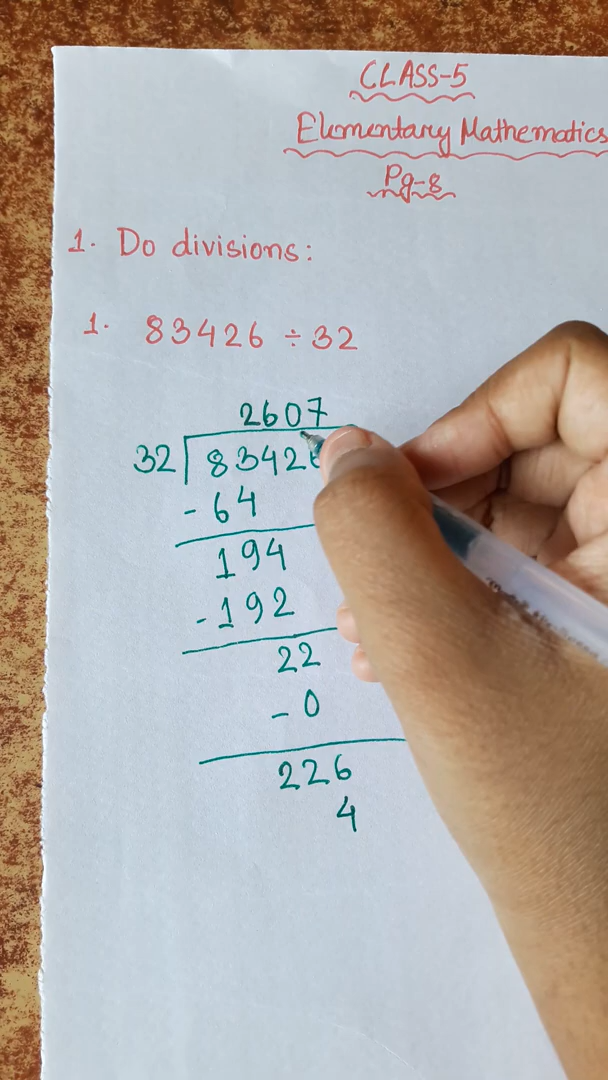 CLASS-5
Elementary Mathematics
Pg-8
1. Do divisions:
1. 83426 ÷ 32
2607
32 8342
- 64
194
- 192
22
- 0
226
4